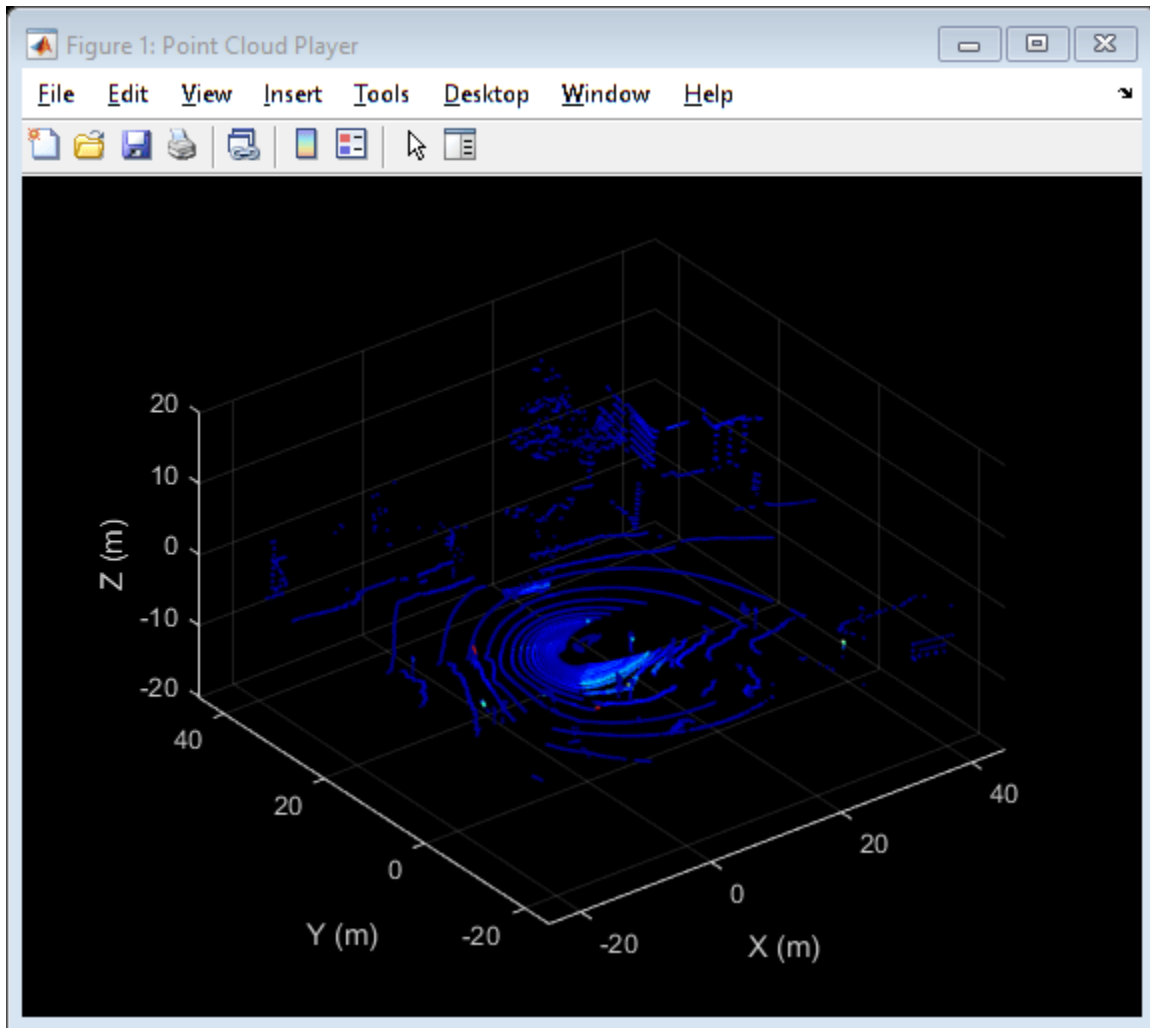 Figure 1: Point Cloud Player
File Edit View Insert Tools Desktop Window Help
20
10
0
-10
-20
Z (m)
40
20
0
-20
Y (m)
-20
0
20
40
X (m)